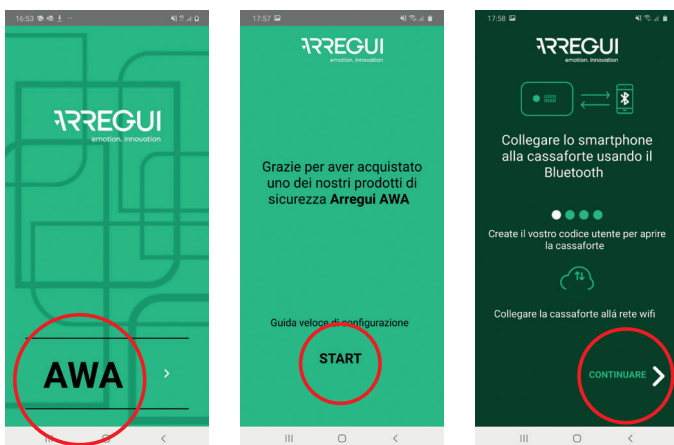 16:53
ARREGUI
emotion. innovation
AWA
17:57
ARREGUI
emotion. innovation
Grazie per aver acquistato
uno dei nostri prodotti di
sicurezza Arregui AWA
Guida veloce di configurazione
START
17:58
ARREGUI
emotion. innovation
Collegare lo smartphone
alla cassaforte usando il
Bluetooth
Create il vostro codice utente per aprire
la cassaforte
Collegare la cassaforte allá rete wifi
CONTINUARE